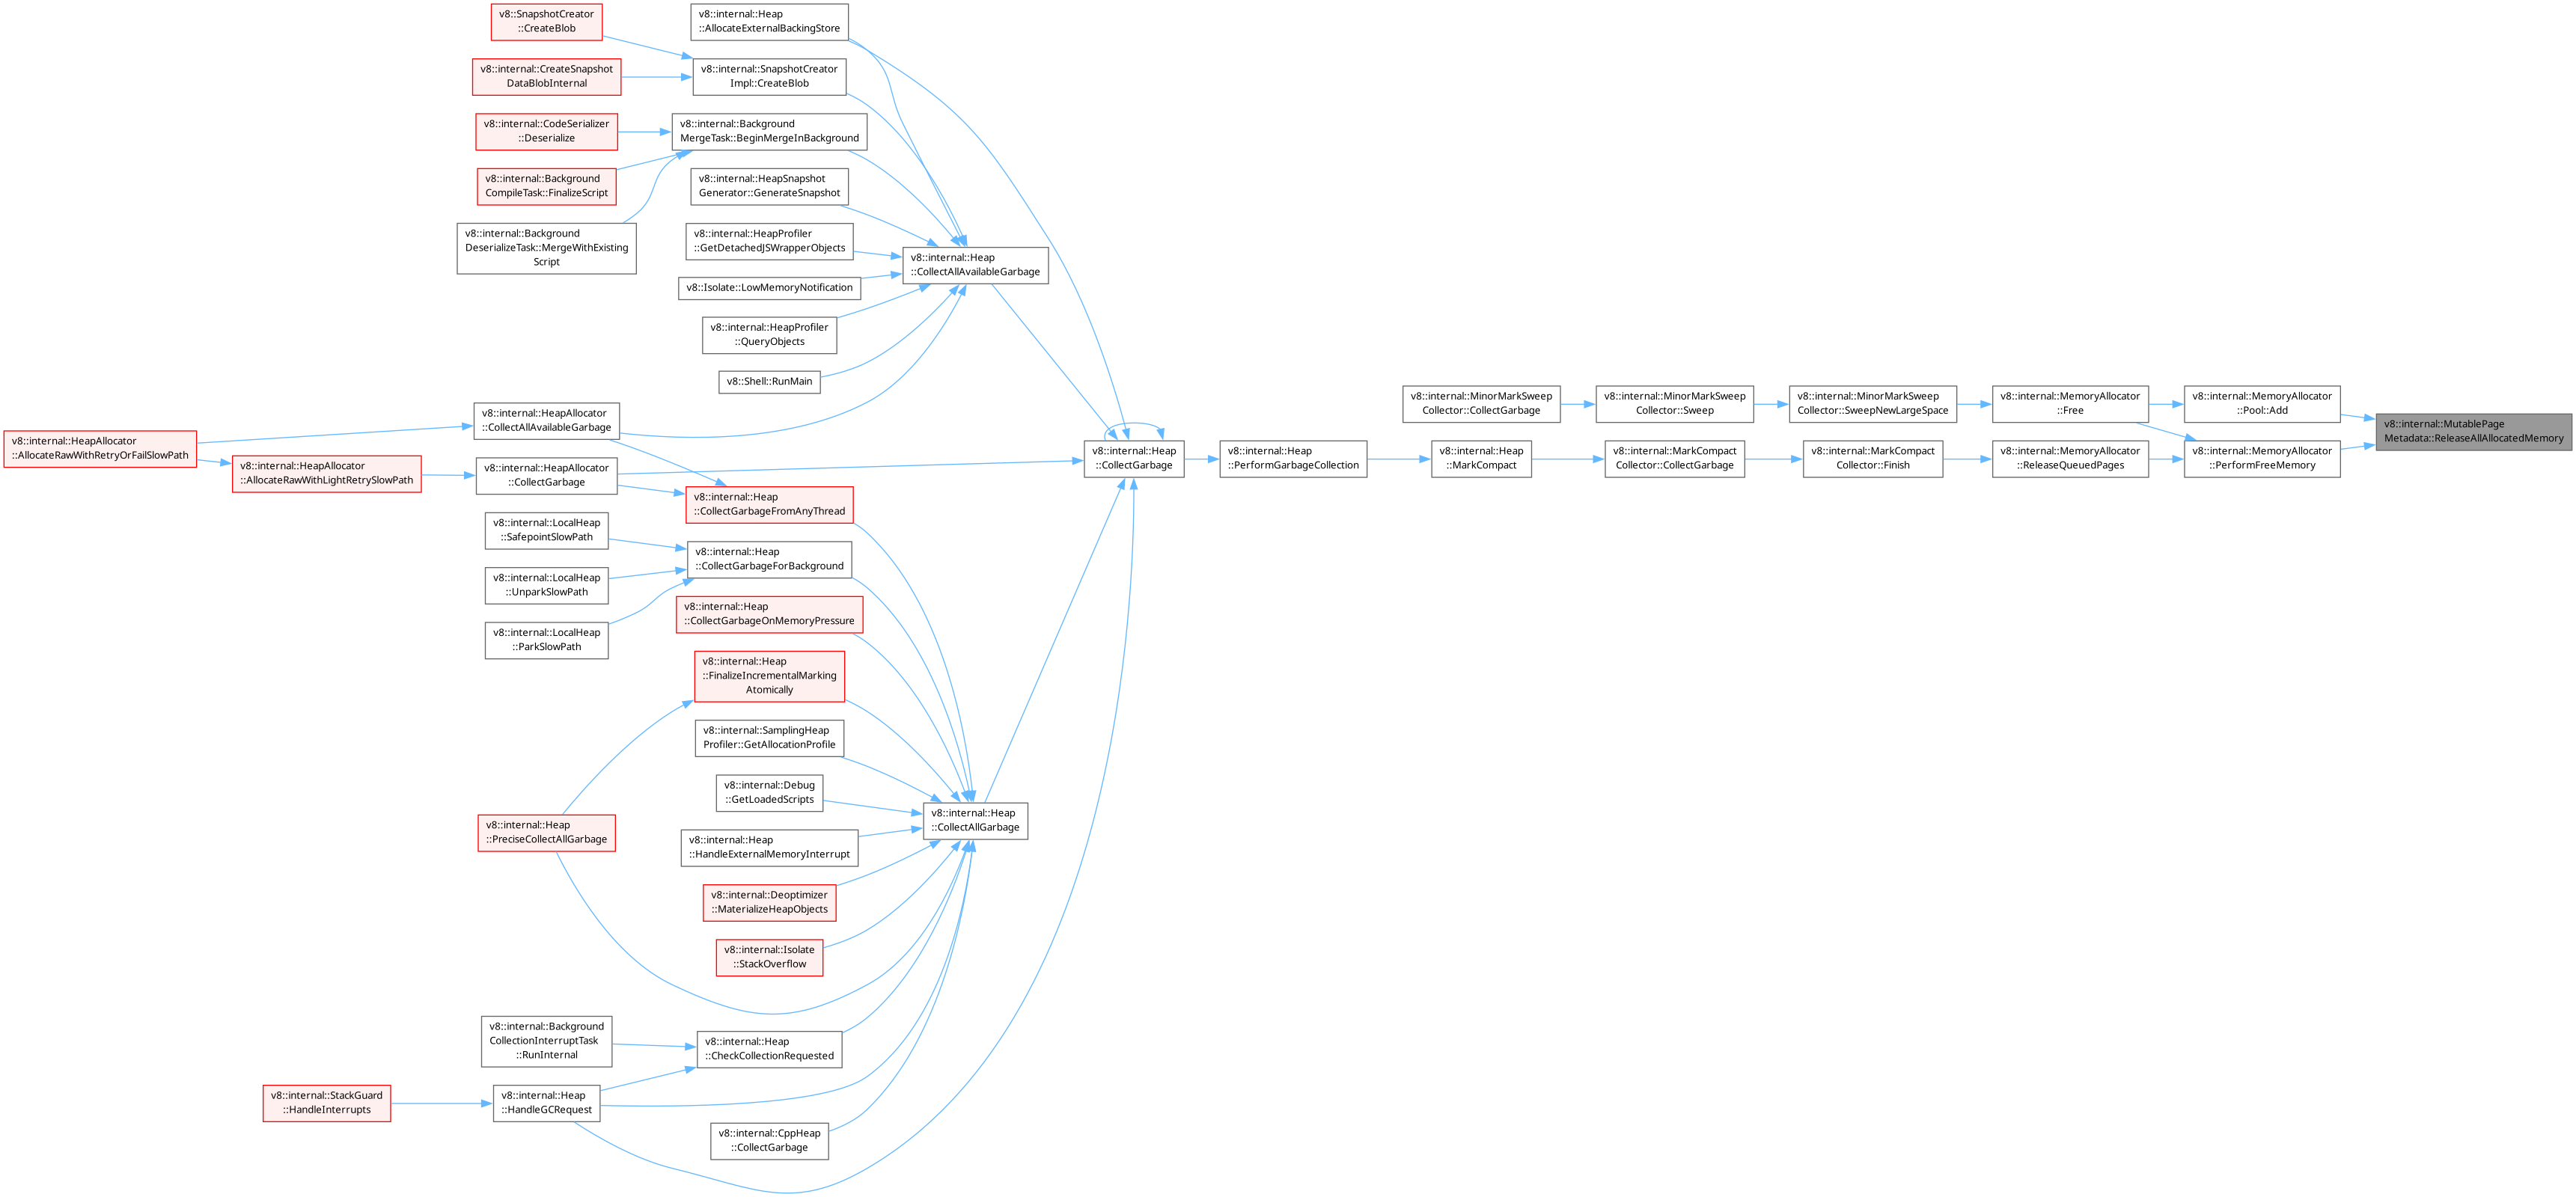 v8::SnapshotCreator
::CreateBlob
v8::internal::CreateSnapshot
DataBlobInternal
v8::internal::CodeSerializer
::Deserialize
v8::internal::Background
CompileTask::FinalizeScript
v8::internal::Background
DeserializeTask::MergeWithExisting
Script
v8::internal::Heap
::AllocateExternalBackingStore
v8::internal::SnapshotCreator
Impl::CreateBlob
v8::internal::Background
MergeTask::BeginMergeInBackground
v8::internal::HeapSnapshot
Generator::GenerateSnapshot
v8::internal::HeapProfiler
::GetDetachedJSWrapperObjects
v8::Isolate::LowMemoryNotification
v8::internal::HeapProfiler
::QueryObjects
v8::Shell::RunMain
v8::internal::Heap
::CollectAllAvailableGarbage
v8::internal::HeapAllocator
::AllocateRawWithRetryOrFailSlowPath
v8::internal::HeapAllocator
::AllocateRawWithLightRetrySlowPath
v8::internal::HeapAllocator
::CollectAllAvailableGarbage
v8::internal::HeapAllocator
::CollectGarbage
v8::internal::Heap
::CollectGarbageFromAnyThread
v8::internal::LocalHeap
::SafepointSlowPath
v8::internal::LocalHeap
::UnparkSlowPath
v8::internal::LocalHeap
::ParkSlowPath
v8::internal::Heap
::CollectGarbageForBackground
v8::internal::Heap
::CollectGarbageOnMemoryPressure
v8::internal::Heap
::FinalizeIncrementalMarking
Atomically
v8::internal::SamplingHeap
Profiler::GetAllocationProfile
v8::internal::Debug
::GetLoadedScripts
v8::internal::Heap
::PreciseCollectAllGarbage
v8::internal::Heap
::HandleExternalMemoryInterrupt
v8::internal::Deoptimizer
::MaterializeHeapObjects
v8::internal::Isolate
::StackOverflow
v8::internal::Heap
::CollectAllGarbage
v8::internal::Background
CollectionInterruptTask
::RunInternal
v8::internal::Heap
::CheckCollectionRequested
v8::internal::StackGuard
::HandleInterrupts
v8::internal::Heap
::HandleGCRequest
v8::internal::CppHeap
::CollectGarbage
v8::internal::Heap
::CollectGarbage
v8::internal::Heap
::PerformGarbageCollection
v8::internal::MinorMarkSweep
Collector::CollectGarbage
v8::internal::Heap
::MarkCompact
v8::internal::MinorMarkSweep
Collector::Sweep
v8::internal::MarkCompact
Collector::CollectGarbage
v8::internal::MinorMarkSweep
Collector::SweepNewLargeSpace
v8::internal::MarkCompact
Collector::Finish
v8::internal::MemoryAllocator
::Free
v8::internal::MemoryAllocator
::ReleaseQueuedPages
v8::internal::MemoryAllocator
::Pool::Add
v8::internal::MemoryAllocator
::PerformFreeMemory
v8::internal::MutablePage
Metadata::ReleaseAllAllocatedMemory